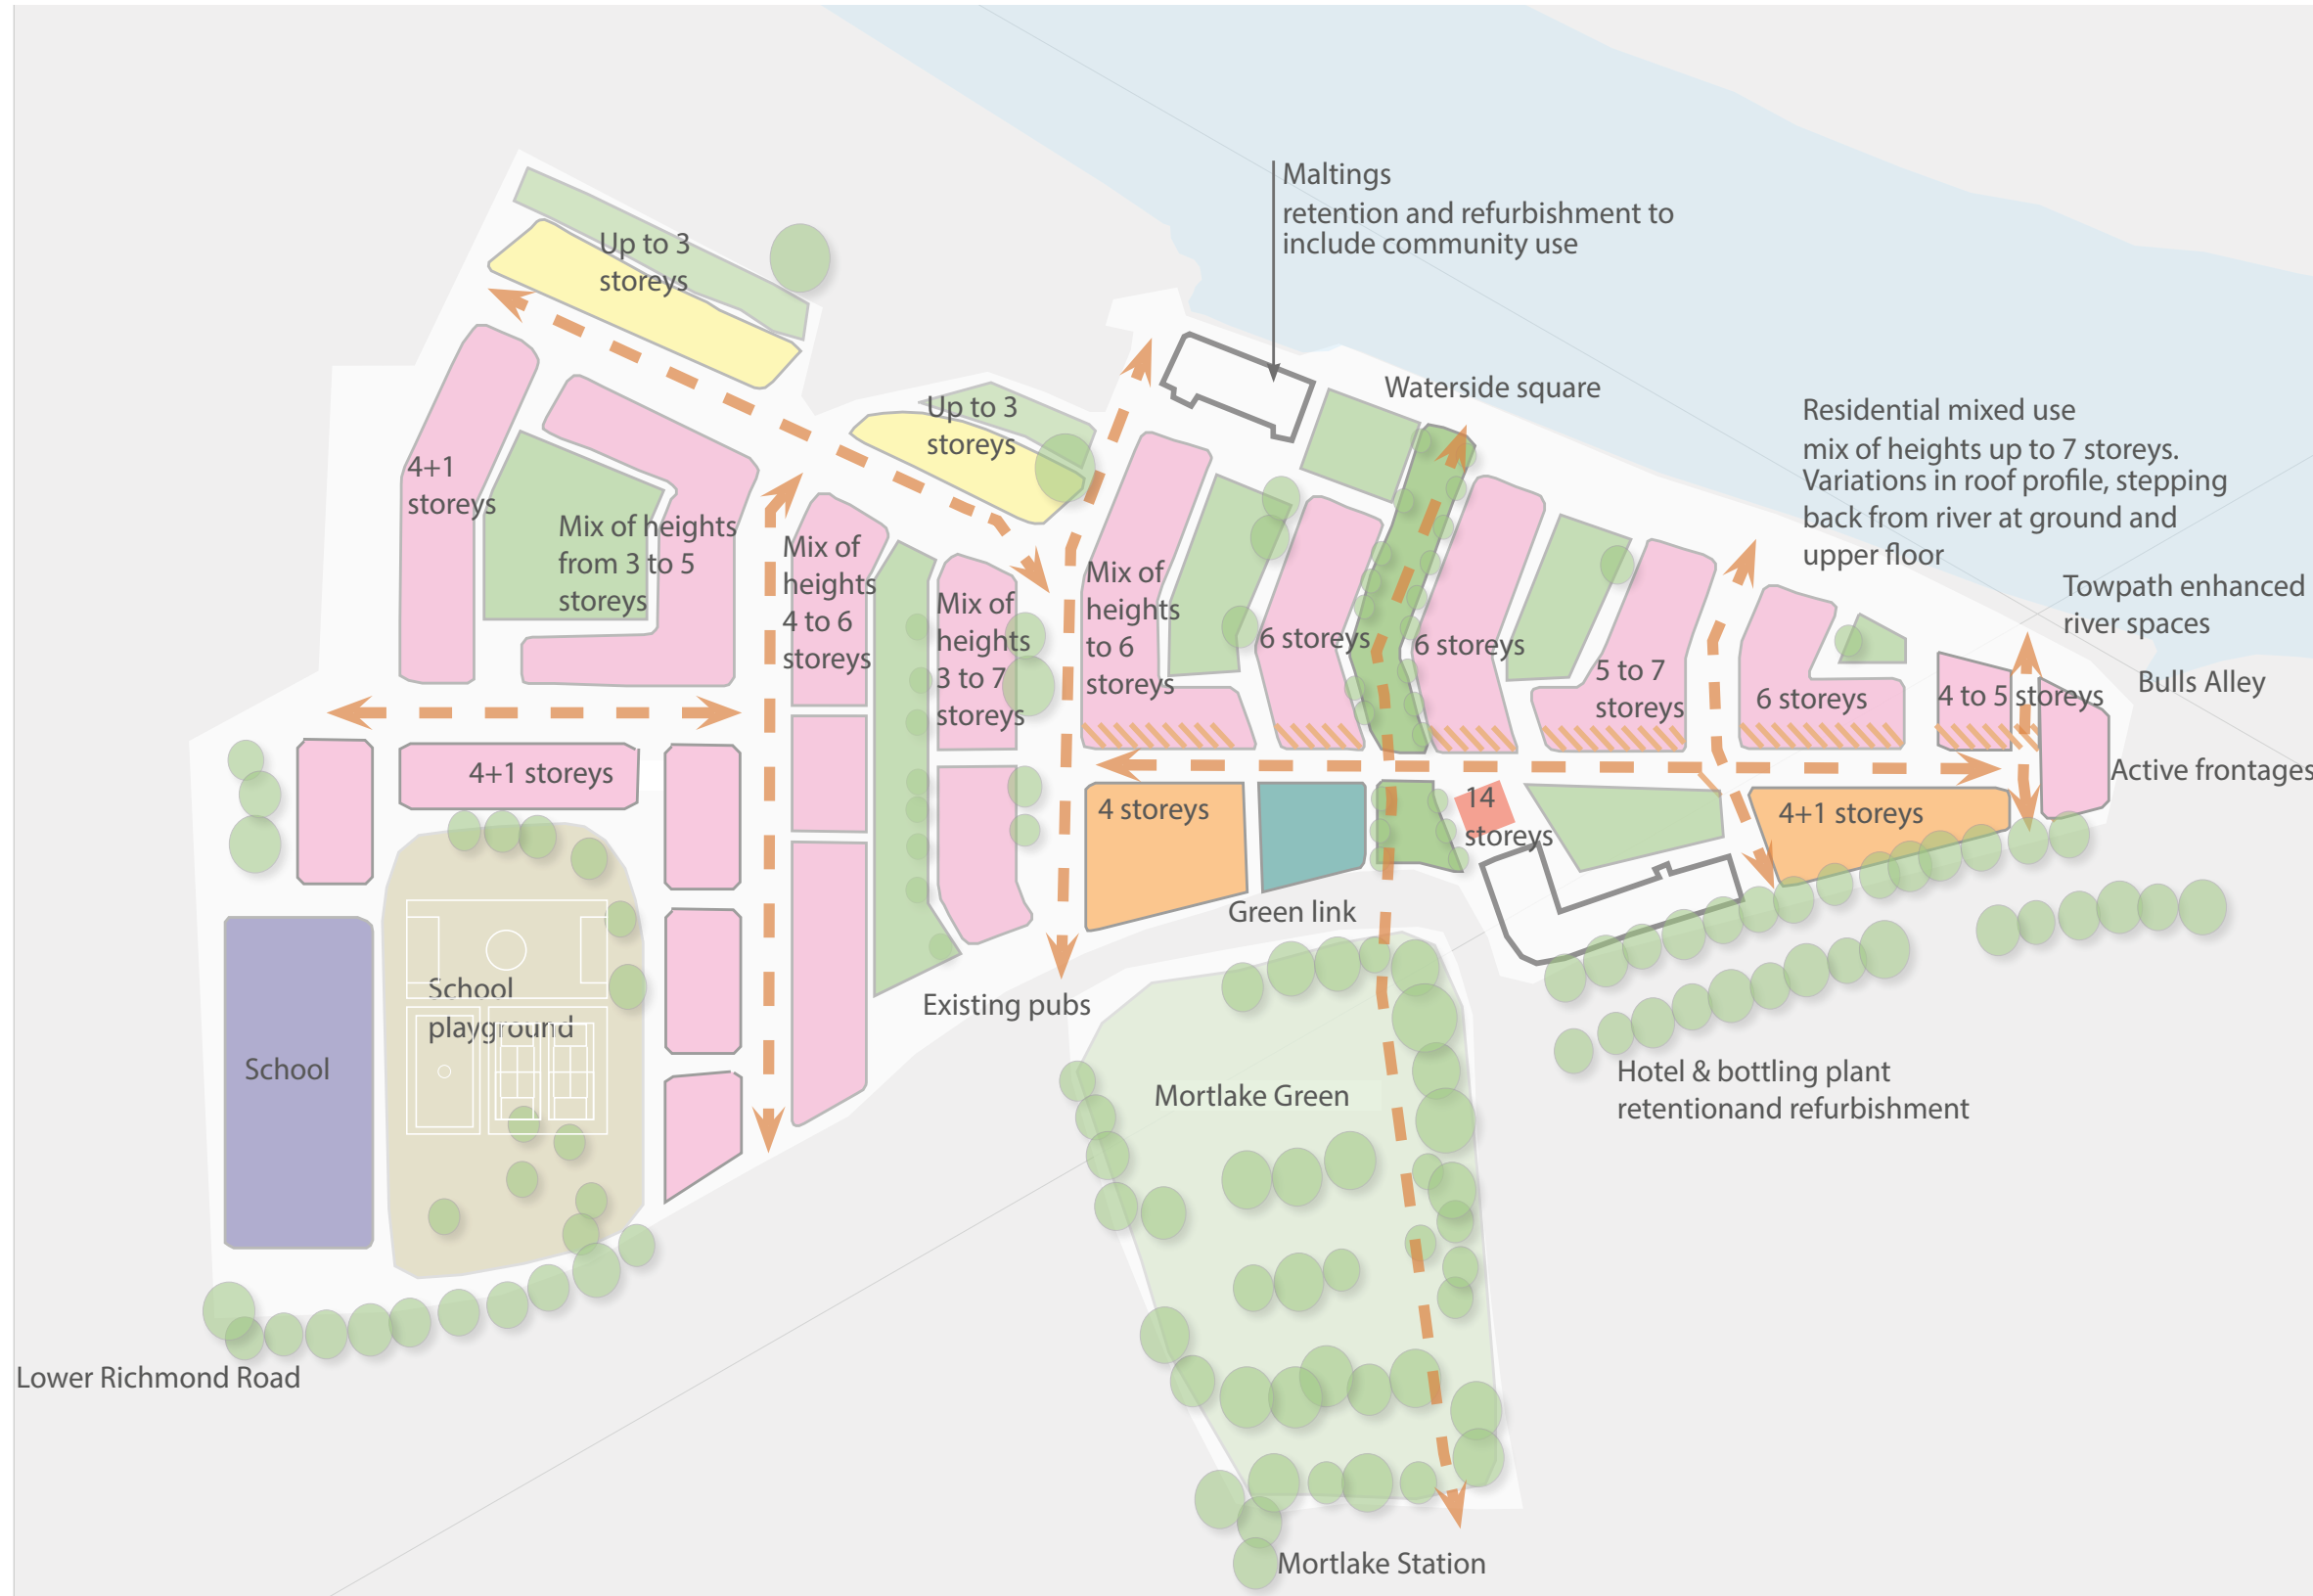 Maltings
retention and refurbishment to
include community use
Up to 3
storeys
Waterside square
Up to 3
storeys
Residential mixed use
mix of heights up to 7 storeys.
Variations in roof profile, stepping
back from river at ground and
upper floor
4+1
storeys
Mix of heights
from 3 to 5
storeys
Mix of
heights
4 to 6
storeys
Mix of
heights
3 to 7
storeys
Mix of
heights
to 6
storeys
6 storeys
6 storeys
5 to 7
storeys
6 storeys
4 to 5 storeys
Towpath enhanced
river spaces
Bulls Alley
Active frontages
4+1 storeys
4 storeys
14
storeys
4+1 storeys
Green link
Existing pubs
School
playground
School
Mortlake Green
Hotel & bottling plant
retentionand refurbishment
Lower Richmond Road
Mortlake Station